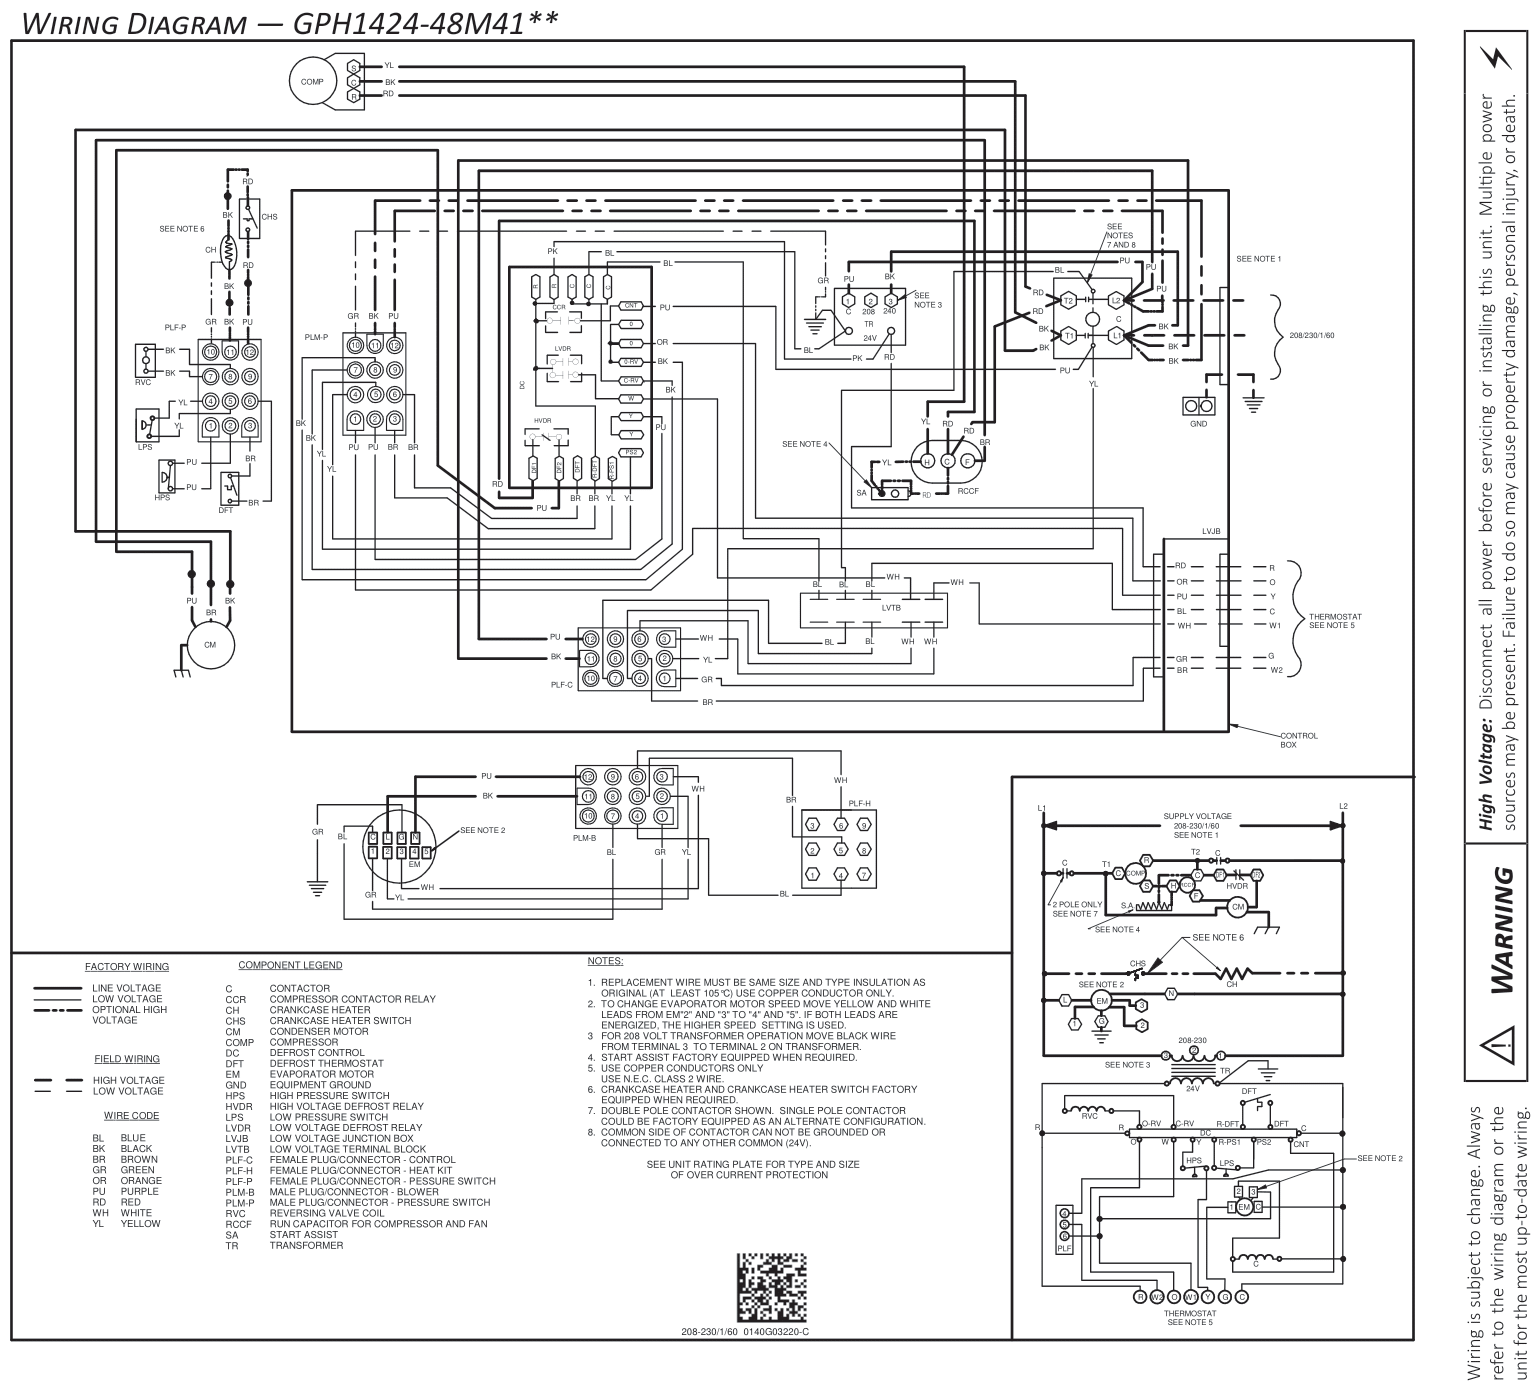 WIRING DIAGRAM — GPH1424-48M41**
COMP
S
C
R
YL
BK
RD
RD
BK
CHS
SEE NOTE 6
CH
RD
BK
GR BK PU
PLF-P
10 11 12
7 8 9
4 5 6
1 2 3
BK
BK
RVC
YL
YL
LPS
PU
PU
HPS
BR
BR
DFT
PU
BR
BK
CM
GR BK PU
PLM-P
10 11 12
7 8 9
4 5 6
1 2 3
BK
BK
YL
YL
PU PU BR BR
PK
BL
BL
R R C C C
CCR
LVDR
DC
HVDR
CNT
O
O
O-RV
C-RV
W
Y
Y
PS2
DF1
DF2
DFT
R-DFT
R-PS1
PU
OR
BK
BK
PU
RD
PU
BR BR YL YL
GR
PU
BK
1 2 3
C 208 240
TR
24V
SEE
NOTE 3
BL
PK
RD
SEE
NOTES
7 AND 8
BL
PU
PU
PU
RD
RD
BK
BK
T2
L2
C
T1
L1
BK
BK
BK
PU
YL
SEE NOTE 1
208/230/1/60
GND
YL RD
RD
BR
SEE NOTE 4
YL
H C F
SA
RD
RCCF
LVJB
RD
OR
PU
BL
WH
GR
BR
R
O
Y
C
W1
G
W2
THERMOSTAT
SEE NOTE 5
WH
WH
BL BL BL
LVTB
BL BL WH WH
PU
BK
12 9 6 3
11 8 5 2
10 7 4 1
PLF-C
WH
YL
GR
BR
CONTROL
BOX
PU
BK
12 9 6 3
11 8 5 2
10 7 4 1
PLM-B
WH
WH
BR
PLF-H
3 6 9
2 5 8
1 4 7
GR
BL
C L G N
1 2 3 4 5
EM
SEE NOTE 2
GR
YL
WH
BL
GR YL
BL
L1
L2
SUPPLY VOLTAGE
208-230/1/60
SEE NOTE 1
C
T1
C
COMP
R
S
T2
C
H
RCCF
C
F
HVDR
CM
2 POLE ONLY
SEE NOTE 7
S.A.
SEE NOTE 4
SEE NOTE 6
CHS
CH
SEE NOTE 2
L
EM
N
3
2
1
G
208-230
3 2 1
SEE NOTE 3
TR
24V
DFT
RVC
R
R
O-RV
C-RV
R-DFT
DFT
C
DC
O
W
Y
R-PS1
PS2
CNT
HPS
LPS
SEE NOTE 2
2 3
1 EM C
4
5
6
PLF
C
R W2 O W1 Y G C
THERMOSTAT
SEE NOTE 5
FACTORY WIRING
LINE VOLTAGE
LOW VOLTAGE
OPTIONAL HIGH
VOLTAGE
FIELD WIRING
HIGH VOLTAGE
LOW VOLTAGE
WIRE CODE
BL BLUE
BK BLACK
BR BROWN
GR GREEN
OR ORANGE
PU PURPLE
RD RED
WH WHITE
YL YELLOW
COMPONENT LEGEND
C CONTACTOR
CCR COMPRESSOR CONTACTOR RELAY
CH CRANKCASE HEATER
CHS CRANKCASE HEATER SWITCH
CM CONDENSER MOTOR
COMP COMPRESSOR
DC DEFROST CONTROL
DFT DEFROST THERMOSTAT
EM EVAPORATOR MOTOR
GND EQUIPMENT GROUND
HPS HIGH PRESSURE SWITCH
HVDR HIGH VOLTAGE DEFROST RELAY
LPS LOW PRESSURE SWITCH
LVDR LOW VOLTAGE DEFROST RELAY
LVJB LOW VOLTAGE JUNCTION BOX
LVTB LOW VOLTAGE TERMINAL BLOCK
PLF-C FEMALE PLUG/CONNECTOR - CONTROL
PLF-H FEMALE PLUG/CONNECTOR - HEAT KIT
PLF-P FEMALE PLUG/CONNECTOR - PESSURE SWITCH
PLM-B MALE PLUG/CONNECTOR - BLOWER
PLM-P MALE PLUG/CONNECTOR - PRESSURE SWITCH
RVC REVERSING VALVE COIL
RCCF RUN CAPACITOR FOR COMPRESSOR AND FAN
SA START ASSIST
TR TRANSFORMER
NOTES:
1. REPLACEMENT WIRE MUST BE SAME SIZE AND TYPE INSULATION AS
ORIGINAL (AT LEAST 105°C) USE COPPER CONDUCTOR ONLY.
2. TO CHANGE EVAPORATOR MOTOR SPEED MOVE YELLOW AND WHITE
LEADS FROM EM"2" AND "3" TO "4" AND "5". IF BOTH LEADS ARE
ENERGIZED, THE HIGHER SPEED SETTING IS USED.
3 FOR 208 VOLT TRANSFORMER OPERATION MOVE BLACK WIRE
FROM TERMINAL 3 TO TERMINAL 2 ON TRANSFORMER.
4. START ASSIST FACTORY EQUIPPED WHEN REQUIRED.
5. USE COPPER CONDUCTORS ONLY
USE N.E.C. CLASS 2 WIRE.
6. CRANKCASE HEATER AND CRANKCASE HEATER SWITCH FACTORY
EQUIPPED WHEN REQUIRED.
7. DOUBLE POLE CONTACTOR SHOWN. SINGLE POLE CONTACTOR
COULD BE FACTORY EQUIPPED AS AN ALTERNATE CONFIGURATION.
8. COMMON SIDE OF CONTACTOR CAN NOT BE GROUNDED OR
CONNECTED TO ANY OTHER COMMON (24V).
SEE UNIT RATING PLATE FOR TYPE AND SIZE
OF OVER CURRENT PROTECTION
208-230/1/60 0140G03220-C
High Voltage: Disconnect all power before servicing or installing this unit. Multiple power
sources may be present. Failure to do so may cause property damage, personal injury, or death.
WARNING
Wiring is subject to change. Always
refer to the wiring diagram or the
unit for the most up-to-date wiring.